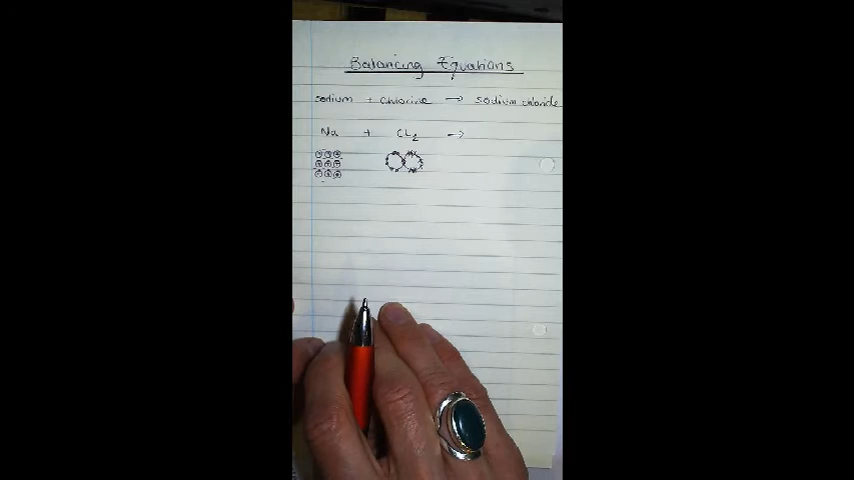 Balancing Equations
sodium + chlorine → sodium chloride
Na + CL2 →